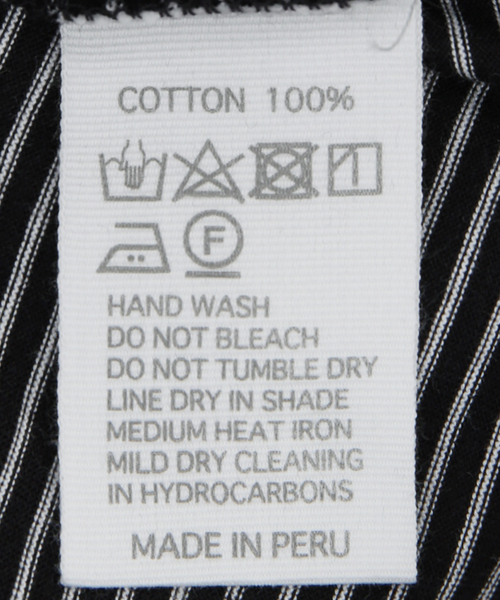 COTTON 100%
F
HAND WASH
DO NOT BLEACH
DO NOT TUMBLE DRY
LINE DRY IN SHADE
MEDIUM HEAT IRON
MILD DRY CLEANING
IN HYDROCARBONS
MADE IN PERU